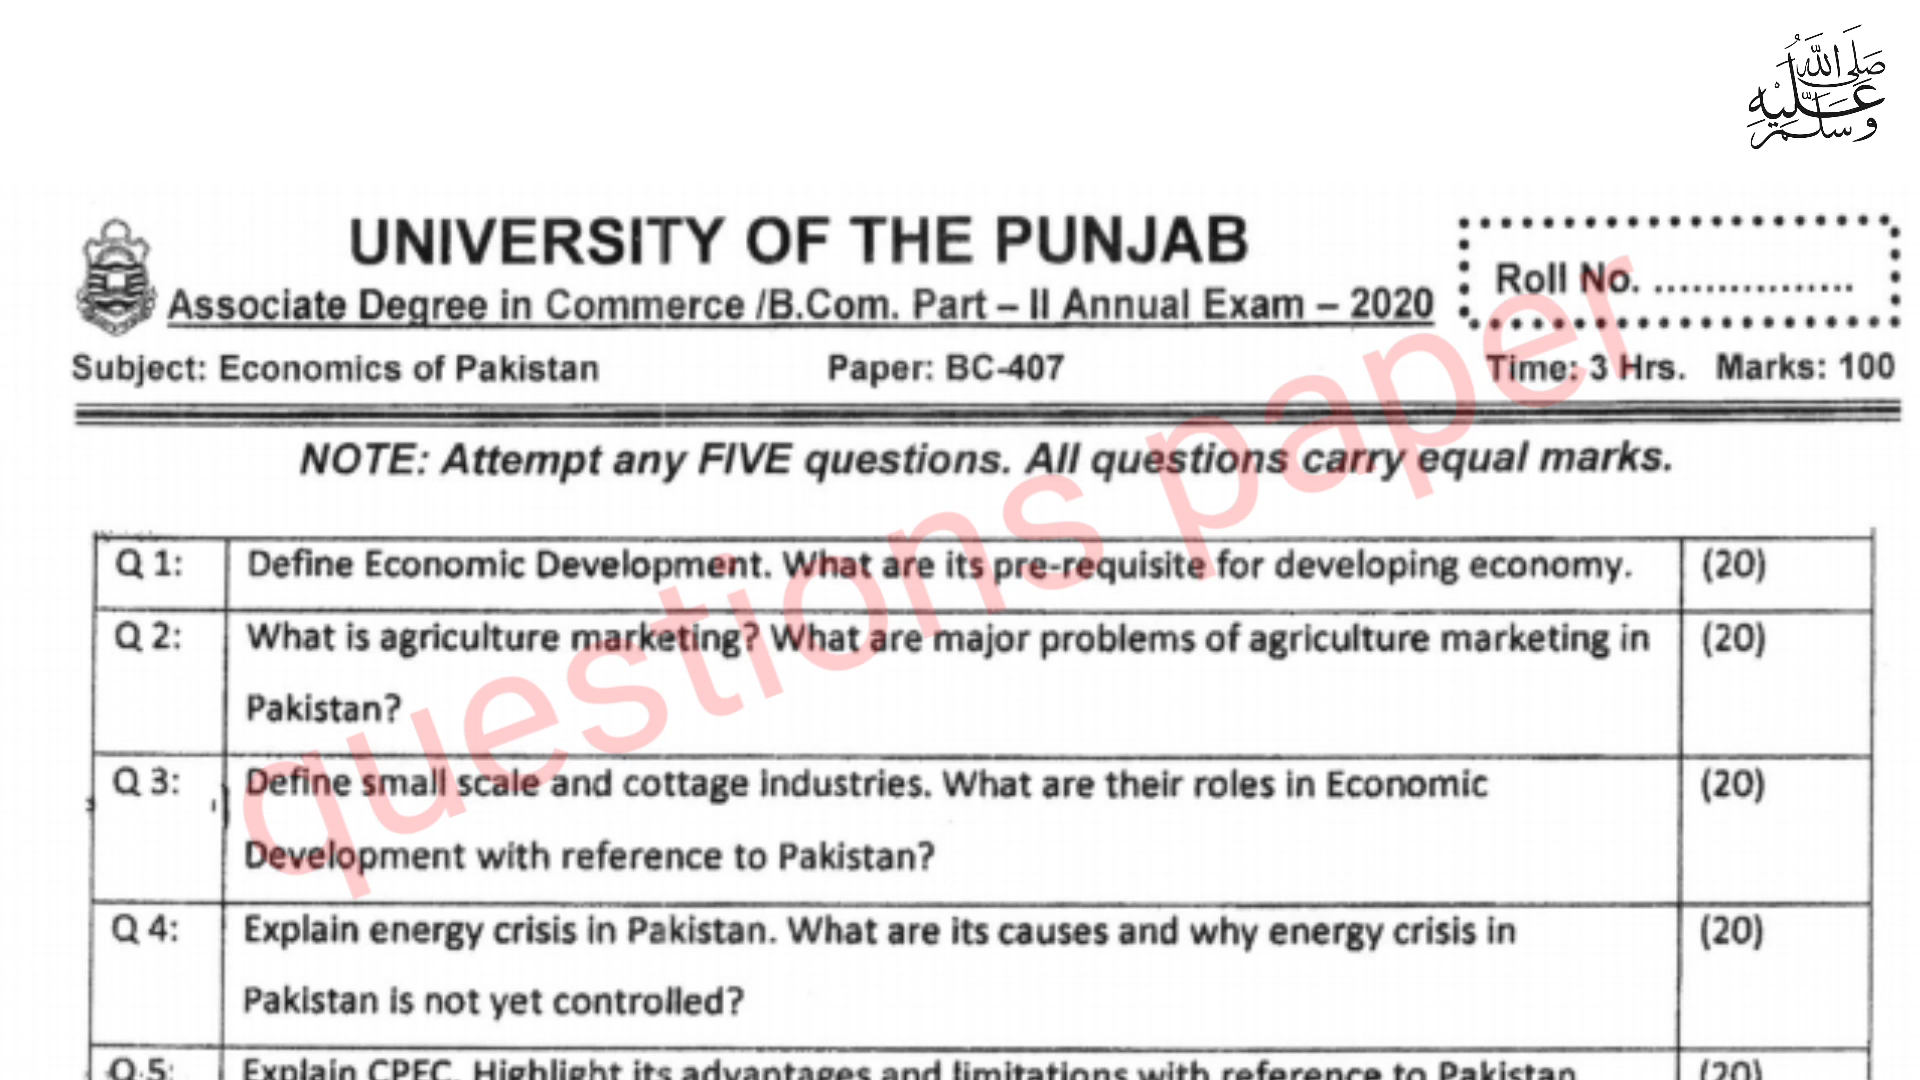 صلى الله
عليه
وسلم
UNIVERSITY OF THE PUNJAB
Associate Degree in Commerce /B.Com. Part – II Annual Exam – 2020
Roll No. ................
Subject: Economics of Pakistan Paper: BC-407 Time: 3 Hrs. Marks: 100
NOTE: Attempt any FIVE questions. All questions carry equal marks.
Q 1: Define Economic Development. What are its pre-requisite for developing economy. (20)
Q 2: What is agriculture marketing? What are major problems of agriculture marketing in (20)
Pakistan?
Q 3: Define small scale and cottage industries. What are their roles in Economic (20)
Development with reference to Pakistan?
Q 4: Explain energy crisis in Pakistan. What are its causes and why energy crisis in (20)
Pakistan is not yet controlled?
Q.5: Explain CPEC. Highlight its advantages and limitations with reference to Pakistan (20)
questions paper